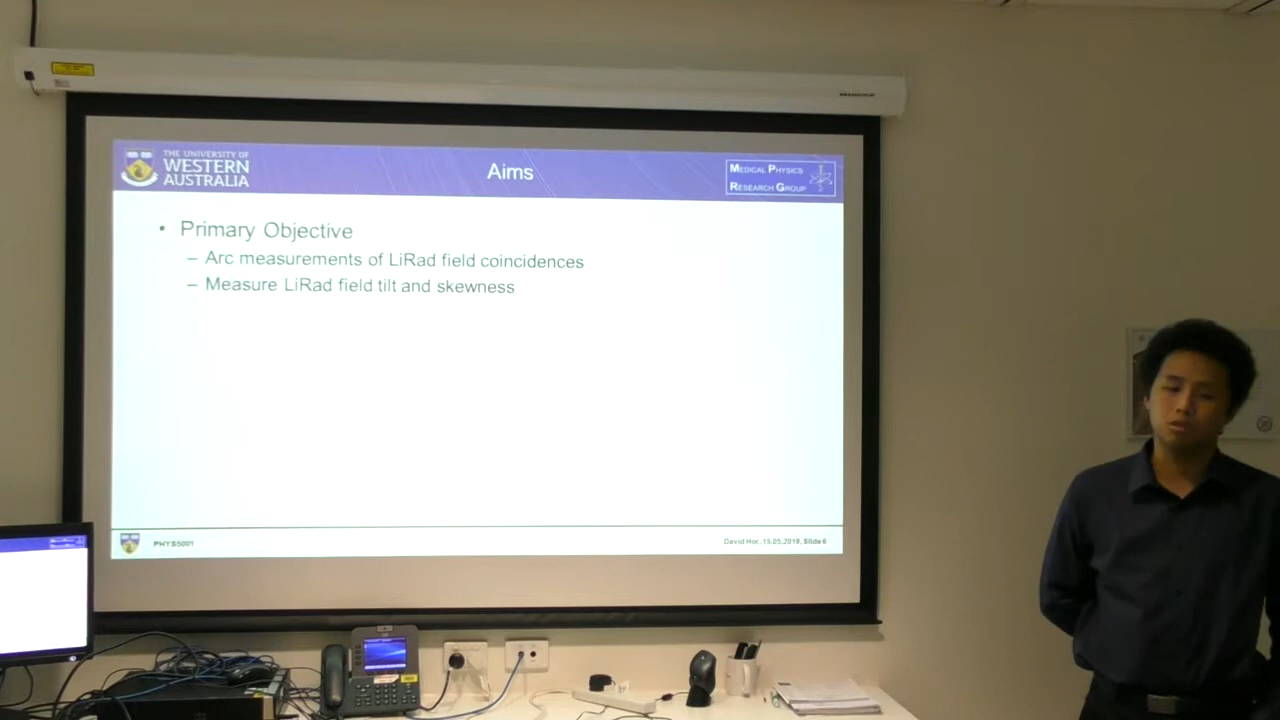 THE UNIVERSITY OF
WESTERN
AUSTRALIA
Aims
MEDICAL PHYSICS
RESEARCH GROUP
• Primary Objective
– Arc measurements of LiRad field coincidences
– Measure LiRad field tilt and skewness
PHYS5001
David Hor, 15.05.2019, Slide 6